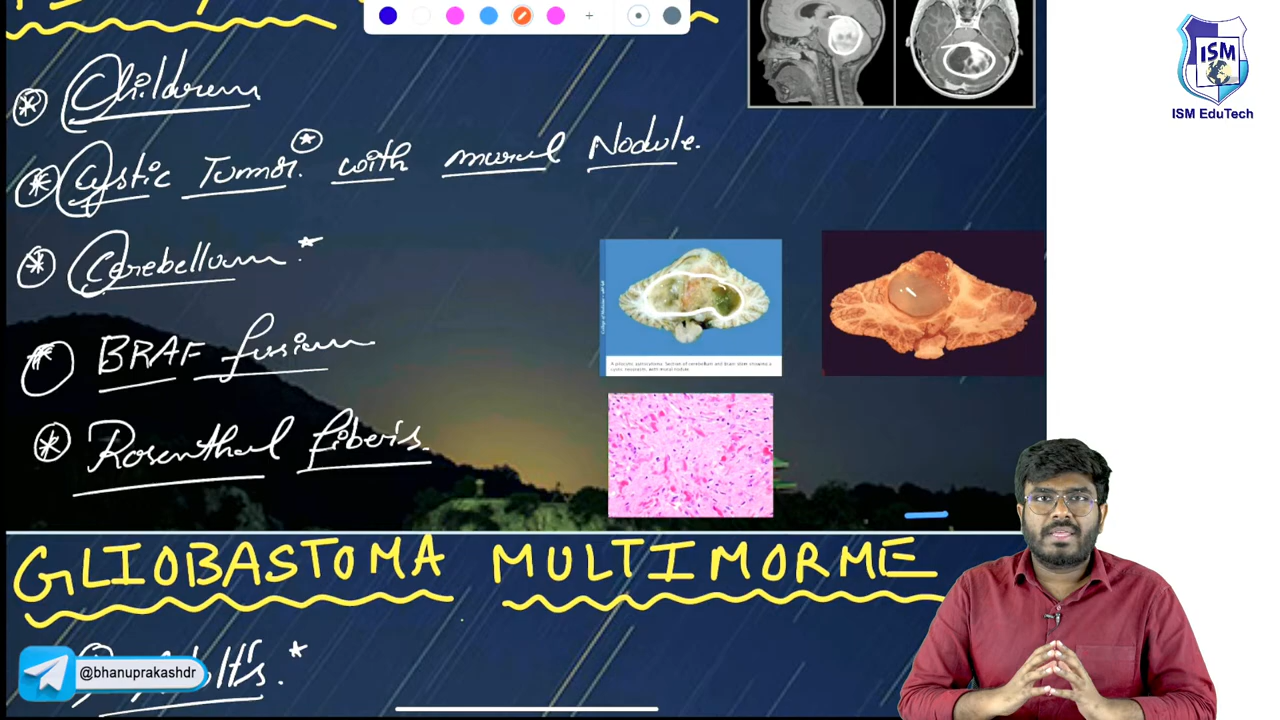 ISM
ISM EduTech
Children
Cystic Tumor. with mural Nodule.
Cerebellum.
BRAF fusion
Rosenthal fibers.
GLIOBASTOMA MULTIMORME
@bhanuprakashdr